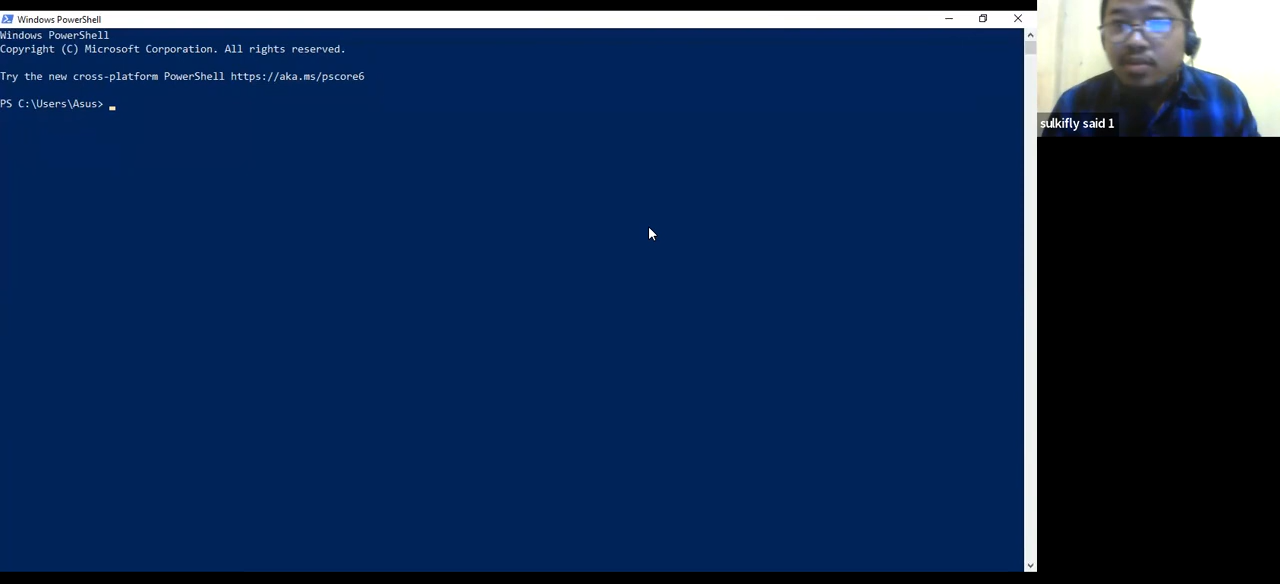 Windows PowerShell
Windows PowerShell
Copyright (C) Microsoft Corporation. All rights reserved.
Try the new cross-platform PowerShell https://aka.ms/pscore6
PS C:\Users\Asus>
sulkifly said 1